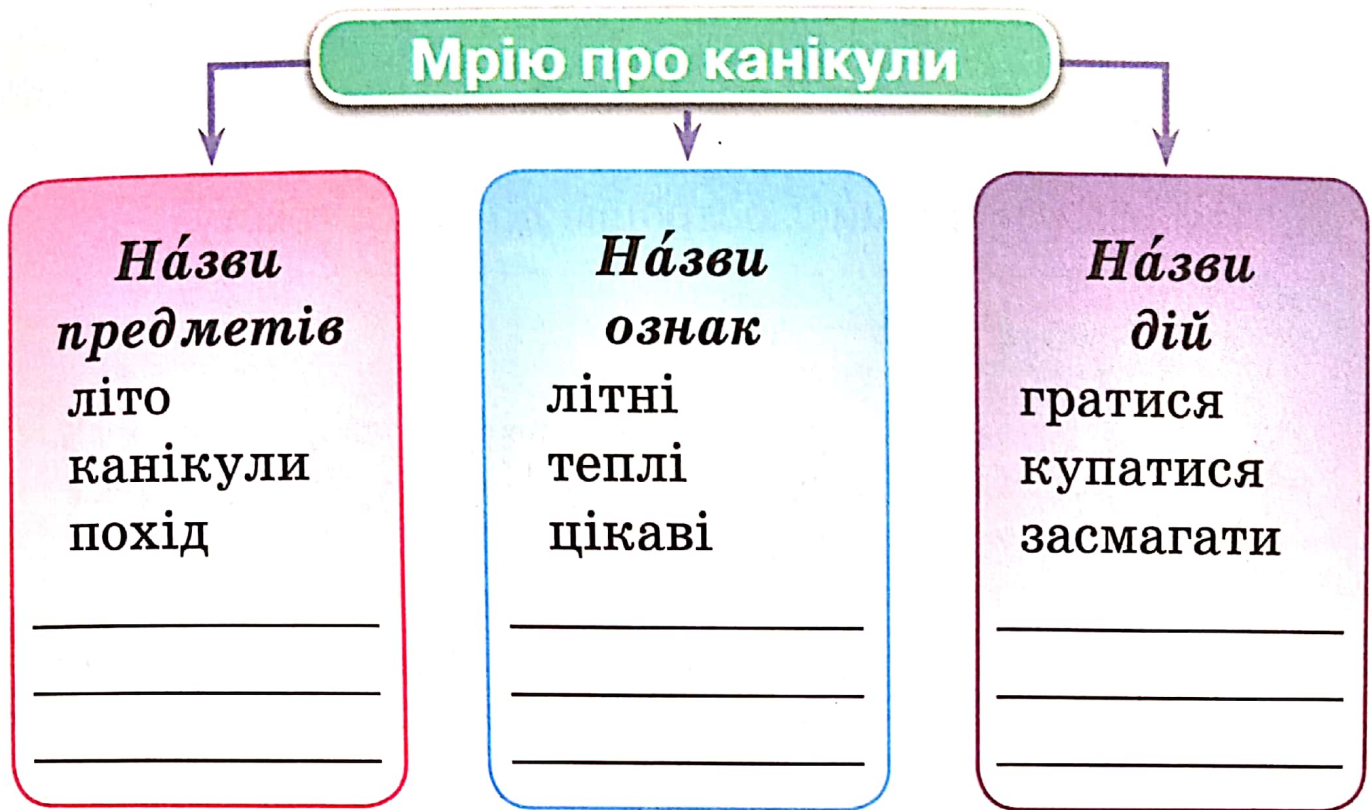 Мрію про канікули
На́зви
предметів
літо
канікули
похід
На́зви
ознак
літні
теплі
цікаві
На́зви
дій
гратися
купатися
засмагати